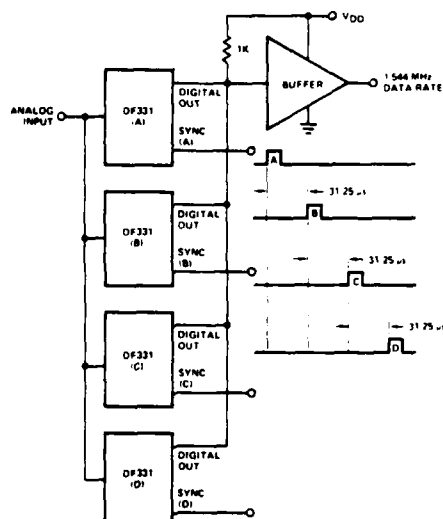 VDD
1K
BUFFER
1 544 MHz
DATA RATE
ANALOG
INPUT
DF331
(A)
DIGITAL
OUT
SYNC
(A)
A
31.25 µs
DF331
(B)
DIGITAL
OUT
SYNC
(B)
B
31.25 µs
DF331
(C)
DIGITAL
OUT
SYNC
(C)
C
31.25 µs
DF331
(D)
DIGITAL
OUT
SYNC
(D)
D